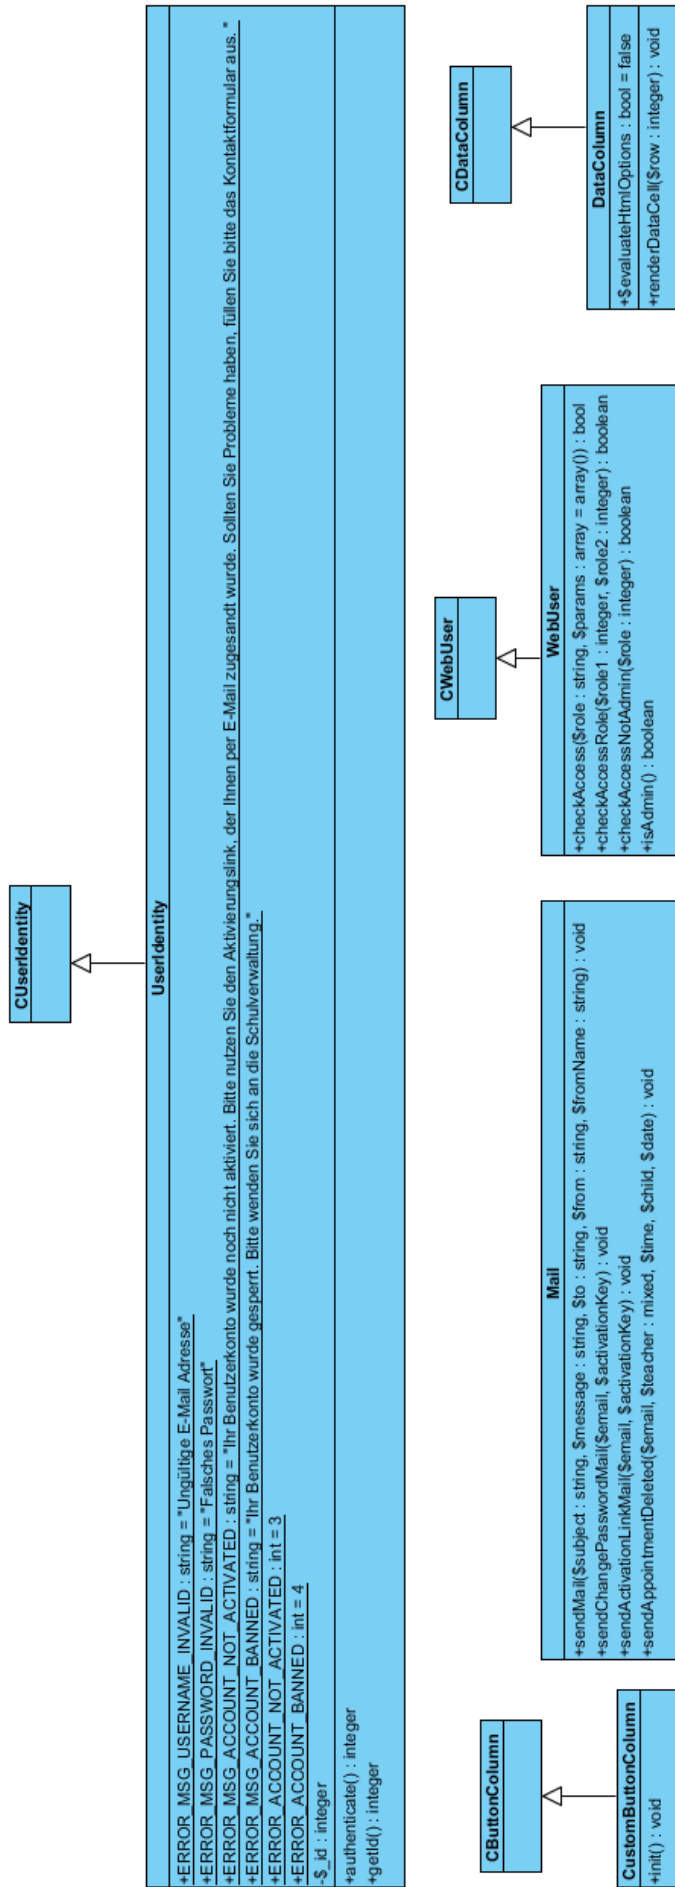 CUserIdentity
UserIdentity
+ERROR_MSG_USERNAME_INVALID : string = "Ungültige E-Mail Adresse"
+ERROR_MSG_PASSWORD_INVALID : string = "Falsches Passwort"
+ERROR_MSG_ACCOUNT_NOT_ACTIVATED : string = "Ihr Benutzerkonto wurde noch nicht aktiviert. Bitte nutzen Sie den Aktivierungslink, der Ihnen per E-Mail zugesandt wurde. Sollten Sie Probleme haben, füllen Sie bitte das Kontaktformular aus. "
+ERROR_MSG_ACCOUNT_BANNED : string = "Ihr Benutzerkonto wurde gesperrt. Bitte wenden Sie sich an die Schulverwaltung."
+ERROR_ACCOUNT_NOT_ACTIVATED : int = 3
+ERROR_ACCOUNT_BANNED : int = 4
-$_id : integer
+authenticate() : integer
+getId() : integer
CButtonColumn
CustomButtonColumn
+init() : void
Mail
+sendMail($subject : string, $message : string, $to : string, $from : string, $fromName : string) : void
+sendChangePasswordMail($email, $activationKey) : void
+sendActivationLinkMail($email, $activationKey) : void
+sendAppointmentDeleted($email, $teacher : mixed, $time, $child, $date) : void
CWebUser
WebUser
+checkAccess($role : string, $params : array = array()) : bool
+checkAccessRole($role1 : integer, $role2 : integer) : boolean
+checkAccessNotAdmin($role : integer) : boolean
+isAdmin() : boolean
CDataColumn
DataColumn
+$evaluateHtmlOptions : bool = false
+renderDataCell($row : integer) : void